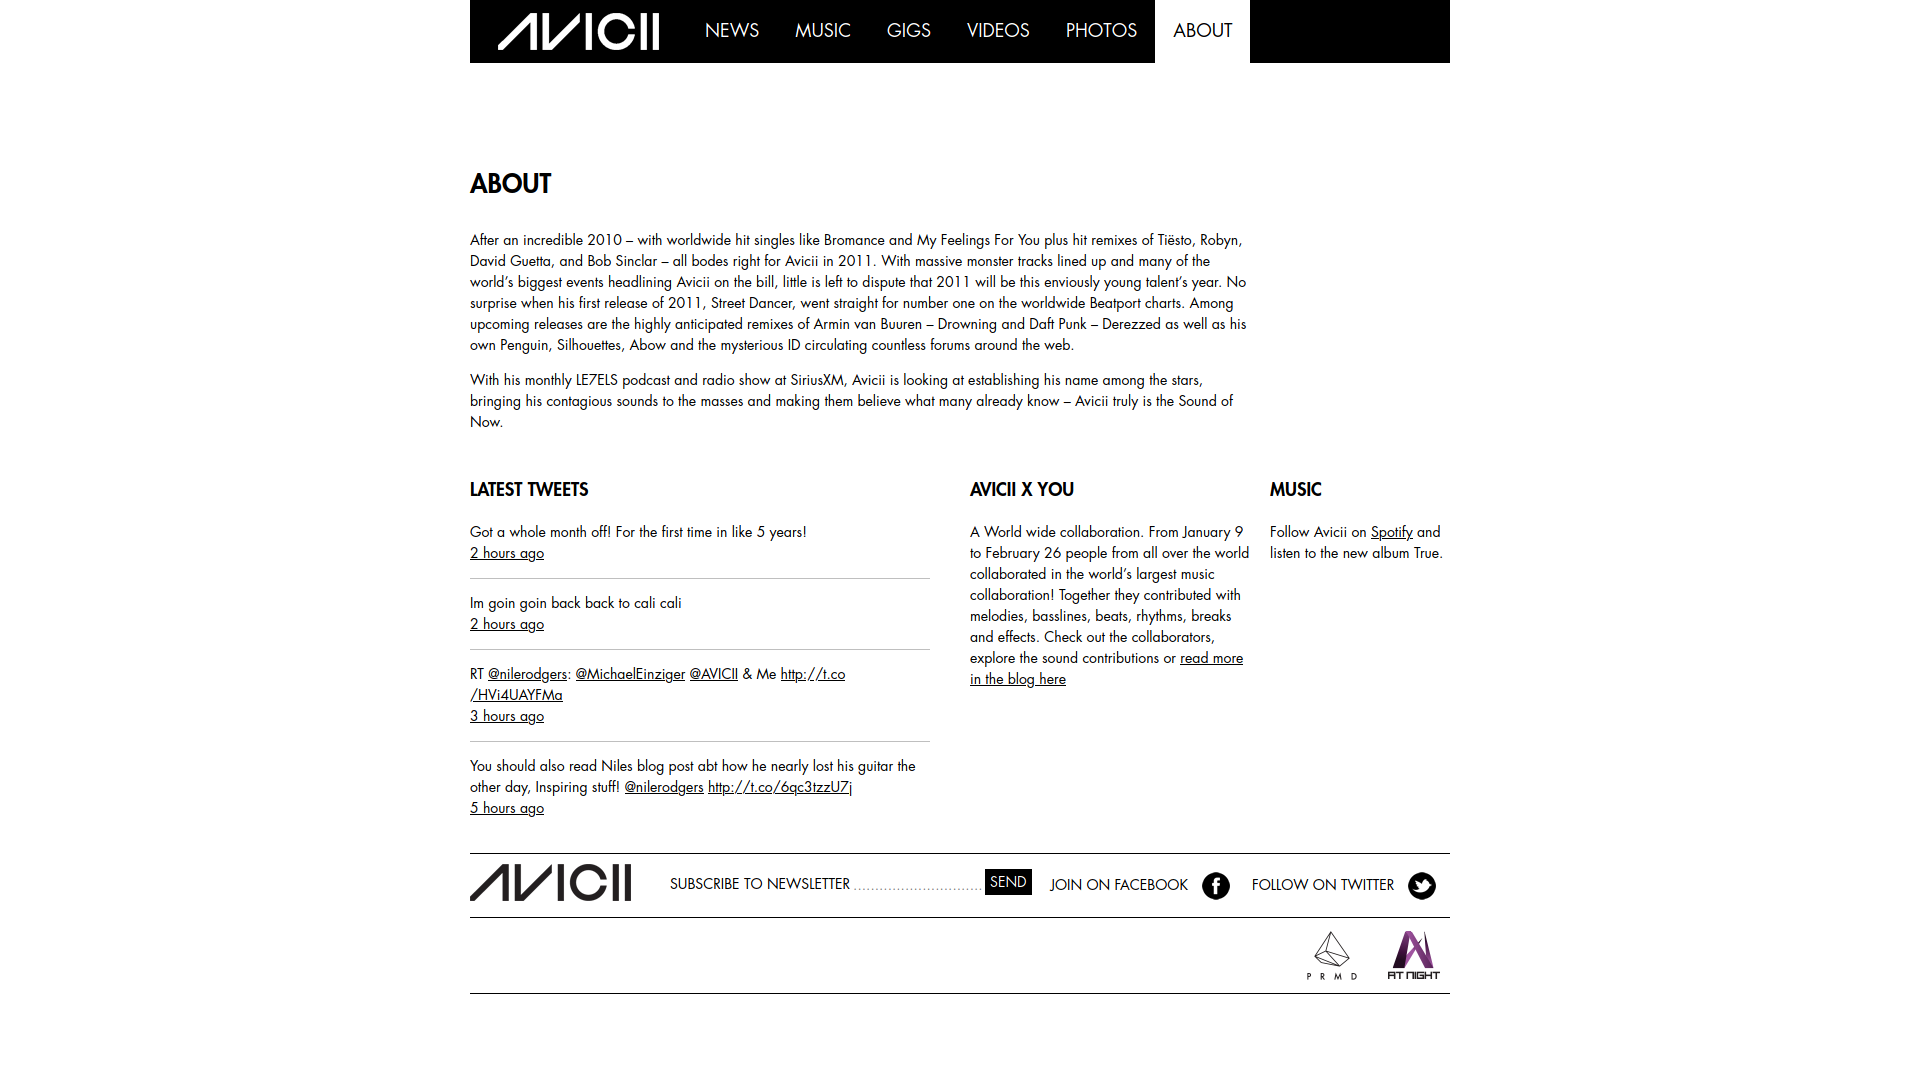 AVICII NEWS MUSIC GIGS VIDEOS PHOTOS ABOUT
ABOUT
After an incredible 2010 – with worldwide hit singles like Bromance and My Feelings For You plus hit remixes of Tiësto, Robyn,
David Guetta, and Bob Sinclar – all bodes right for Avicii in 2011. With massive monster tracks lined up and many of the
world’s biggest events headlining Avicii on the bill, little is left to dispute that 2011 will be this enviously young talent’s year. No
surprise when his first release of 2011, Street Dancer, went straight for number one on the worldwide Beatport charts. Among
upcoming releases are the highly anticipated remixes of Armin van Buuren – Drowning and Daft Punk – Derezzed as well as his
own Penguin, Silhouettes, Abow and the mysterious ID circulating countless forums around the web.
With his monthly LE7ELS podcast and radio show at SiriusXM, Avicii is looking at establishing his name among the stars,
bringing his contagious sounds to the masses and making them believe what many already know – Avicii truly is the Sound of
Now.
LATEST TWEETS
Got a whole month off! For the first time in like 5 years!
2 hours ago
Im goin goin back back to cali cali
2 hours ago
RT @nilerodgers: @MichaelEinziger @AVICII & Me http://t.co
/HVi4UAYFMa
3 hours ago
You should also read Niles blog post abt how he nearly lost his guitar the
other day, Inspiring stuff! @nilerodgers http://t.co/6qc3tzzU7j
5 hours ago
AVICII X YOU
A World wide collaboration. From January 9
to February 26 people from all over the world
collaborated in the world’s largest music
collaboration! Together they contributed with
melodies, basslines, beats, rhythms, breaks
and effects. Check out the collaborators,
explore the sound contributions or read more
in the blog here
MUSIC
Follow Avicii on Spotify and
listen to the new album True.
AVICII SUBSCRIBE TO NEWSLETTER SEND JOIN ON FACEBOOK FOLLOW ON TWITTER
PRMD AT NIGHT